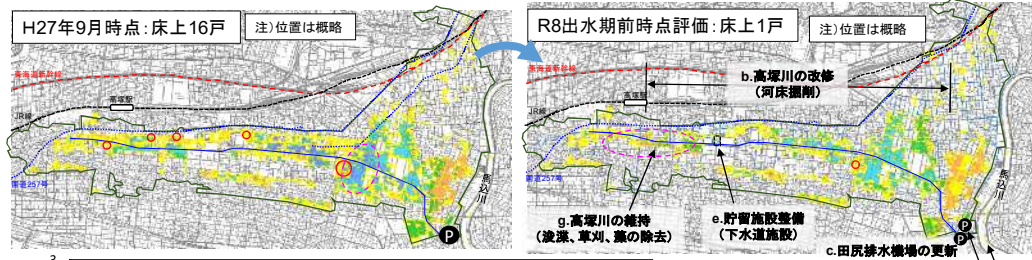 H27年9月時点:床上16戸
注)位置は概略
東海道新幹線
高塚駅
JR線
国道257号
馬込川
P
3
R8出水期前時点評価:床上1戸
注)位置は概略
東海道新幹線
b.高塚川の改修
(河床掘削)
高塚駅
JR線
国道257号
馬込川
g.高塚川の維持
(浚渫、草刈、藻の除去)
e.貯留施設整備
(下水道施設)
P
P
c.田尻排水機場の更新